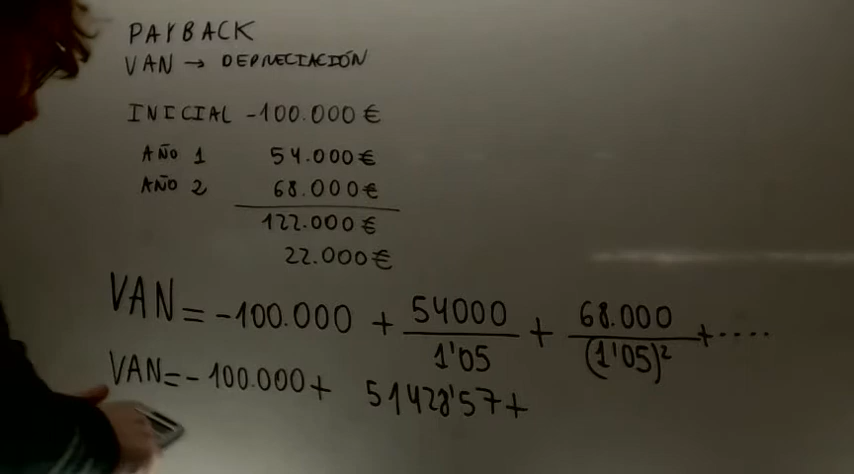 PAYBACK
VAN → DEPRECIACIÓN
INICIAL -100.000 €
AÑO 1 54.000 €
AÑO 2 68.000 €
122.000 €
22.000 €
VAN = -100.000 + 54000/1'05 + 68.000/(1'05)² + ....
VAN = - 100.000 + 51428'57 +